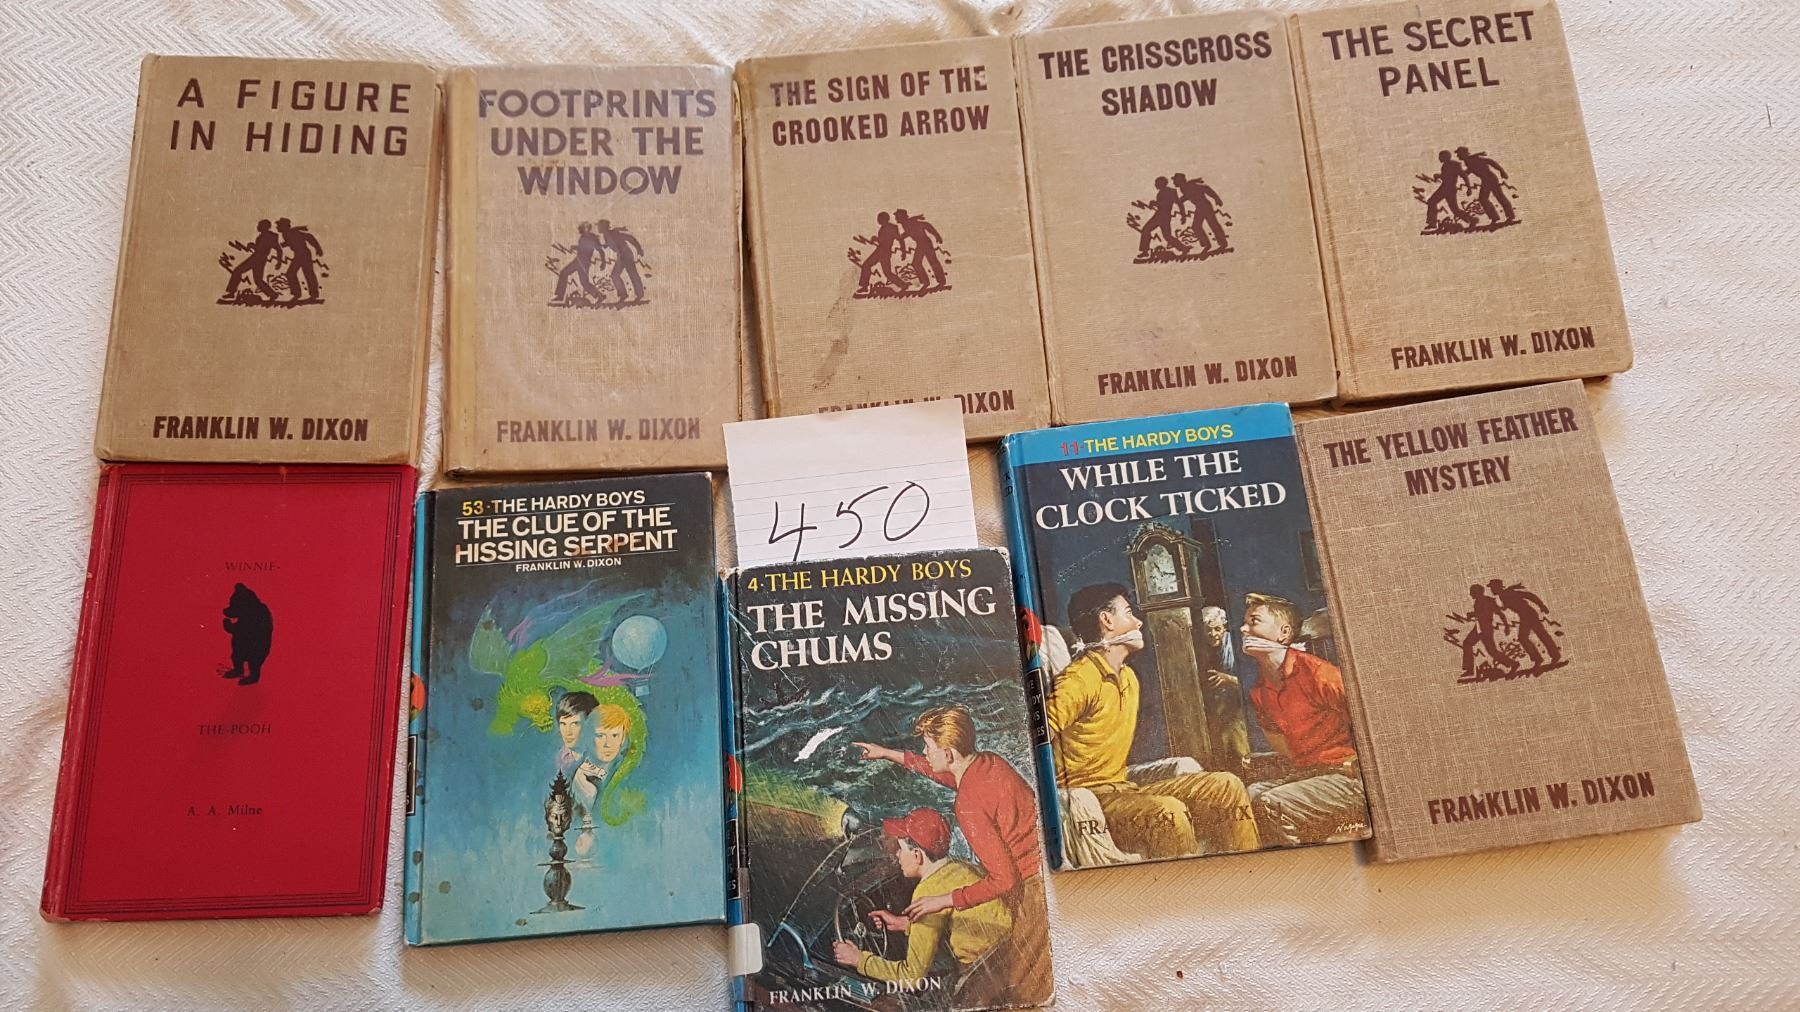 A FIGURE
IN HIDING
FRANKLIN W. DIXON
FOOTPRINTS
UNDER THE
WINDOW
FRANKLIN W. DIXON
THE SIGN OF THE
CROOKED ARROW
FRANKLIN W. DIXON
THE CRISSCROSS
SHADOW
FRANKLIN W. DIXON
THE SECRET
PANEL
FRANKLIN W. DIXON
WINNIE-
THE-POOH
A. A. Milne
53·THE HARDY BOYS
THE CLUE OF THE
HISSING SERPENT
FRANKLIN W. DIXON
450
4·THE HARDY BOYS
THE MISSING
CHUMS
FRANKLIN W. DIXON
11·THE HARDY BOYS
WHILE THE
CLOCK TICKED
FRANKLIN W. DIXON
THE YELLOW FEATHER
MYSTERY
FRANKLIN W. DIXON